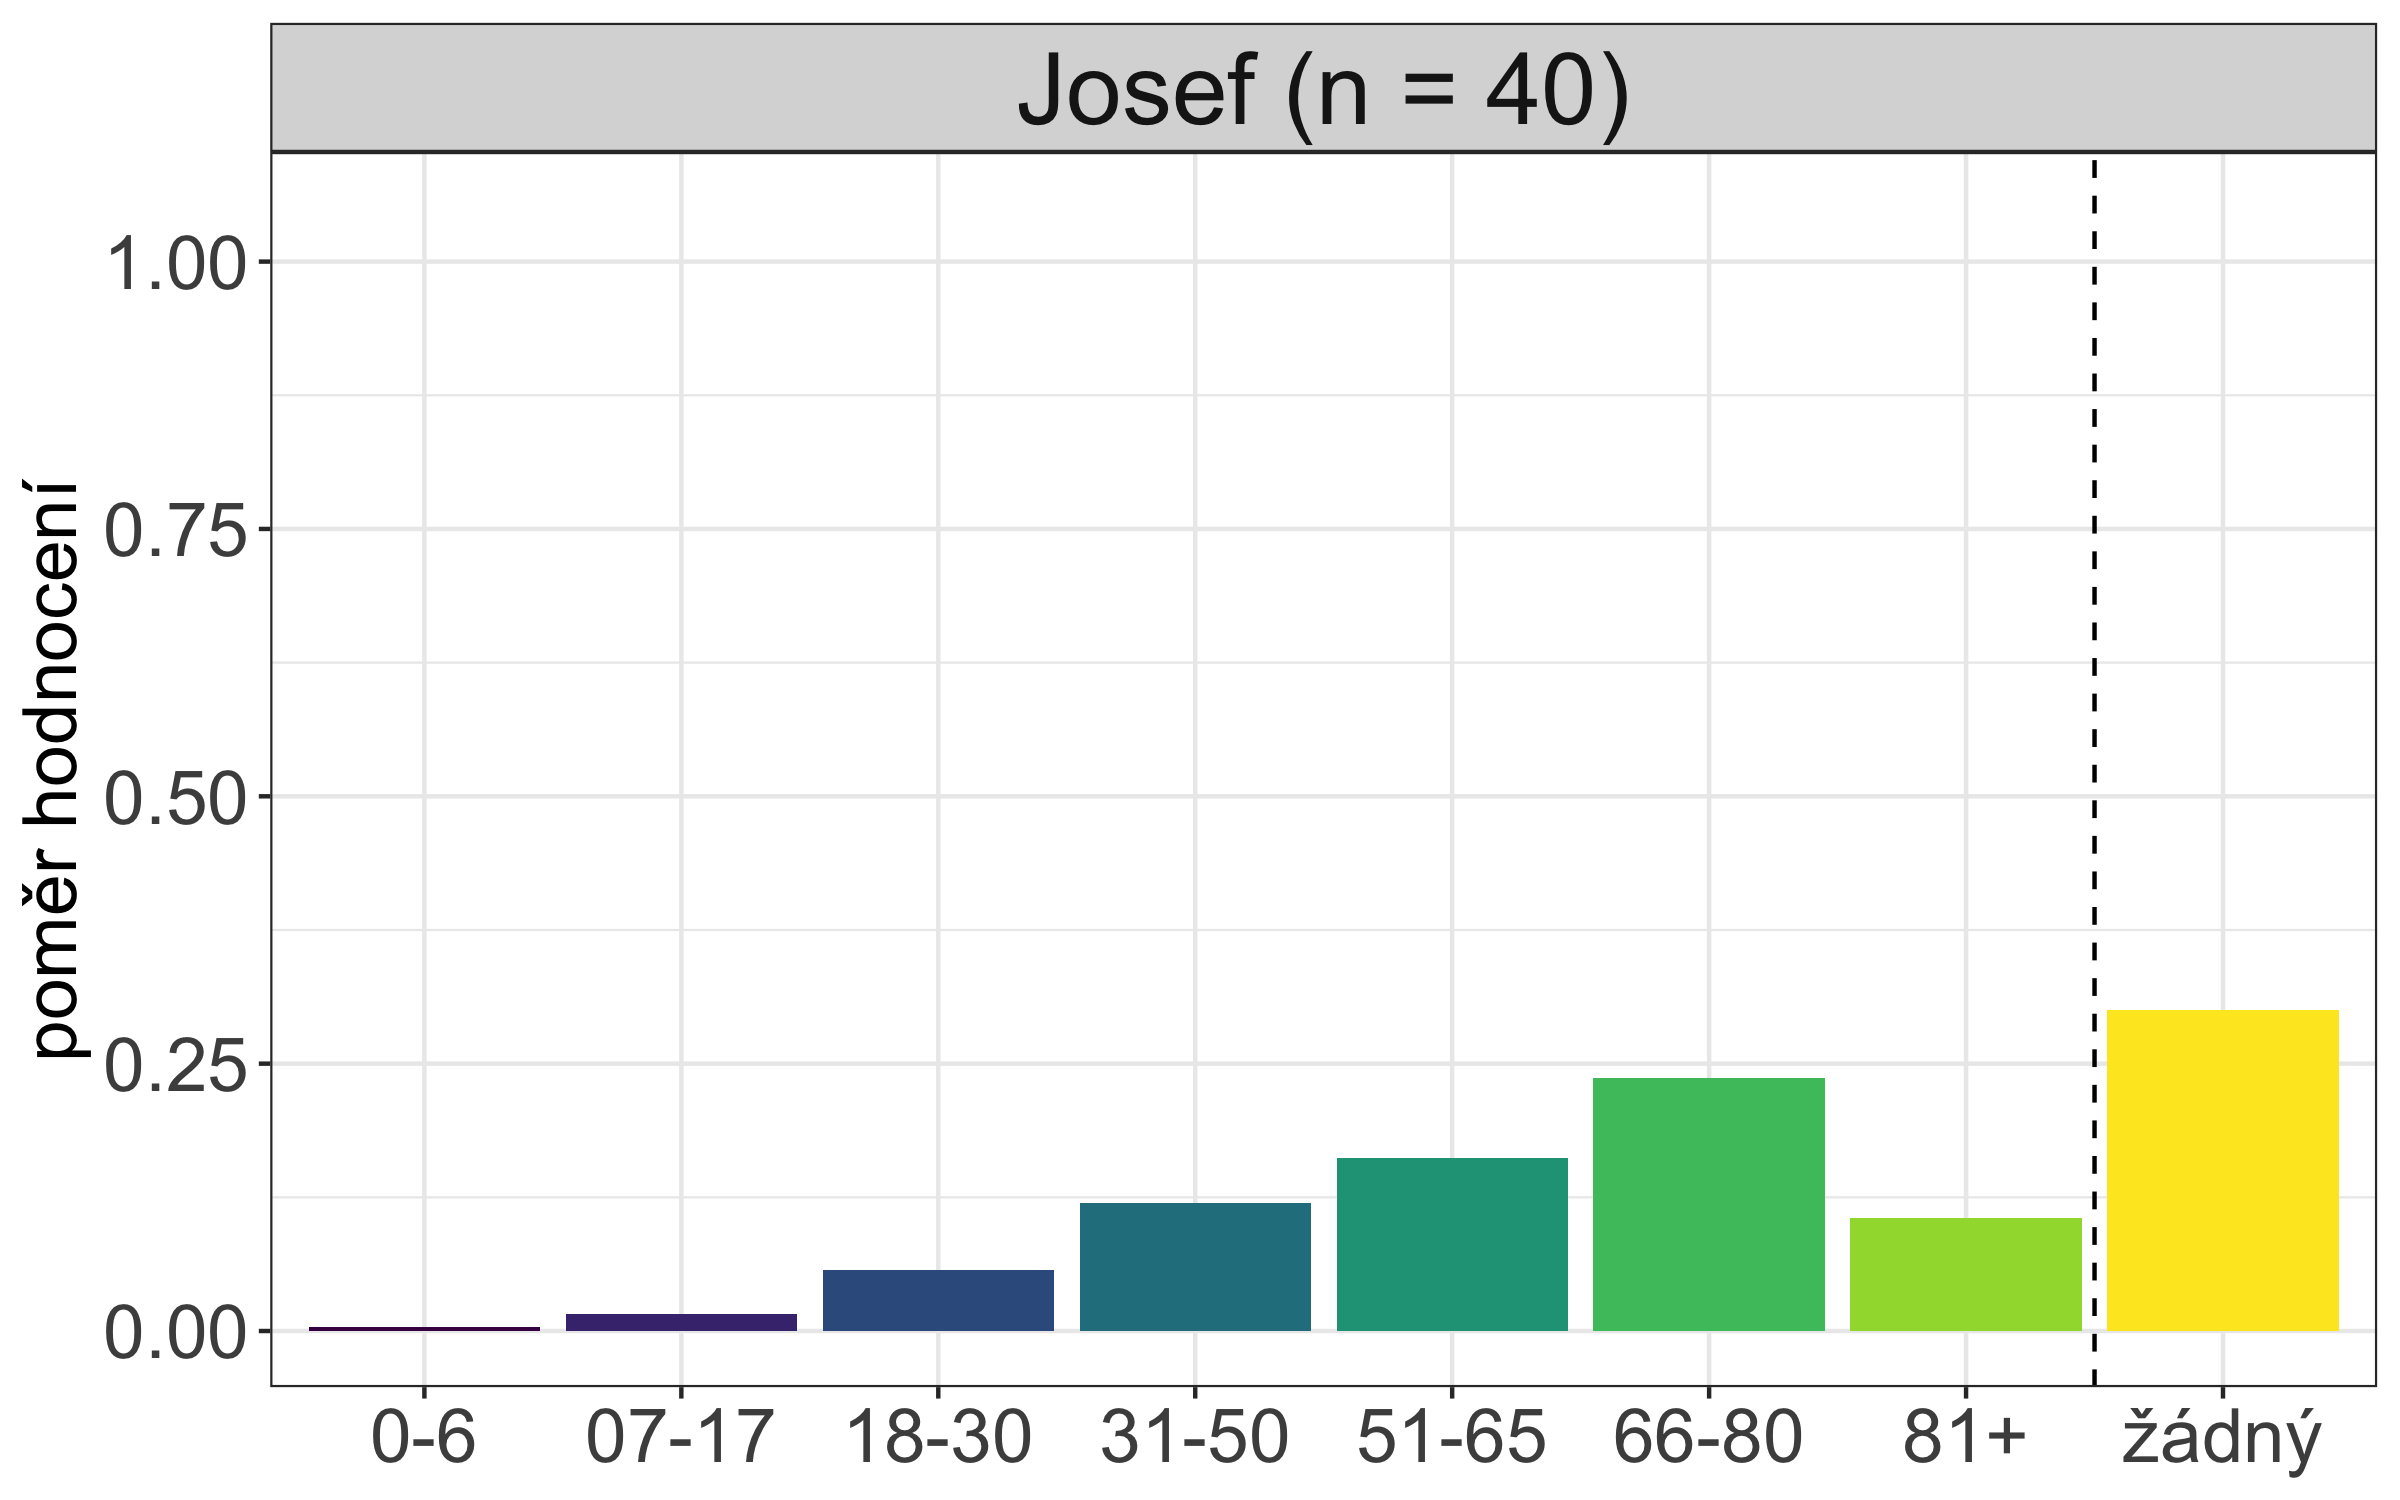 Josef (n = 40)
poměr hodnocení
1.00
0.75
0.50
0.25
0.00
0-6 07-17 18-30 31-50 51-65 66-80 81+ žádný